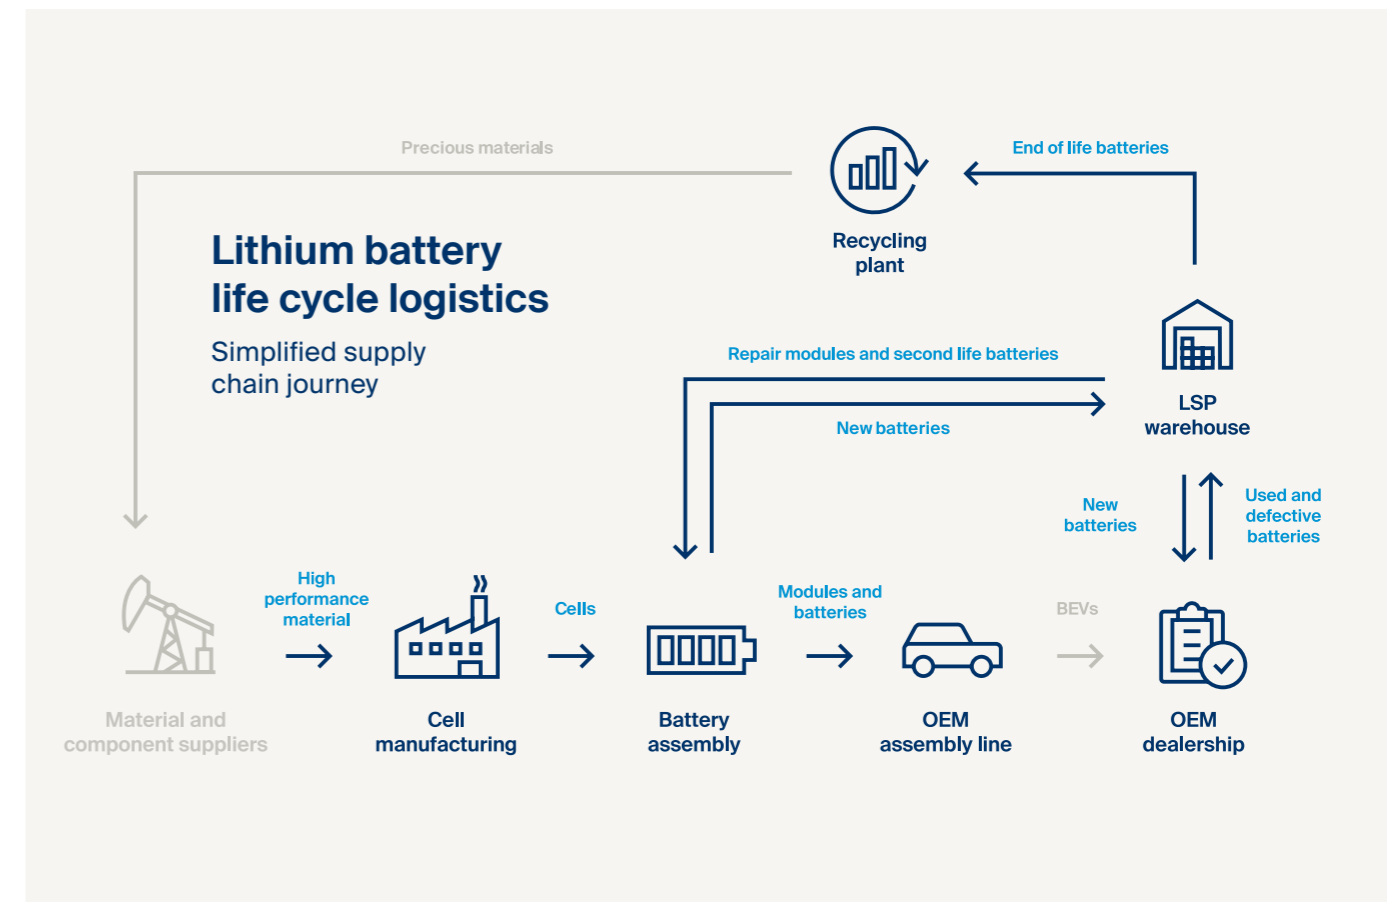 Precious materials
End of life batteries
Recycling
plant
Lithium battery
life cycle logistics
Simplified supply
chain journey
Repair modules and second life batteries
New batteries
LSP
warehouse
New
batteries
Used and
defective
batteries
High
performance
material
Cells
Modules and
batteries
BEVs
Material and
component suppliers
Cell
manufacturing
Battery
assembly
OEM
assembly line
OEM
dealership